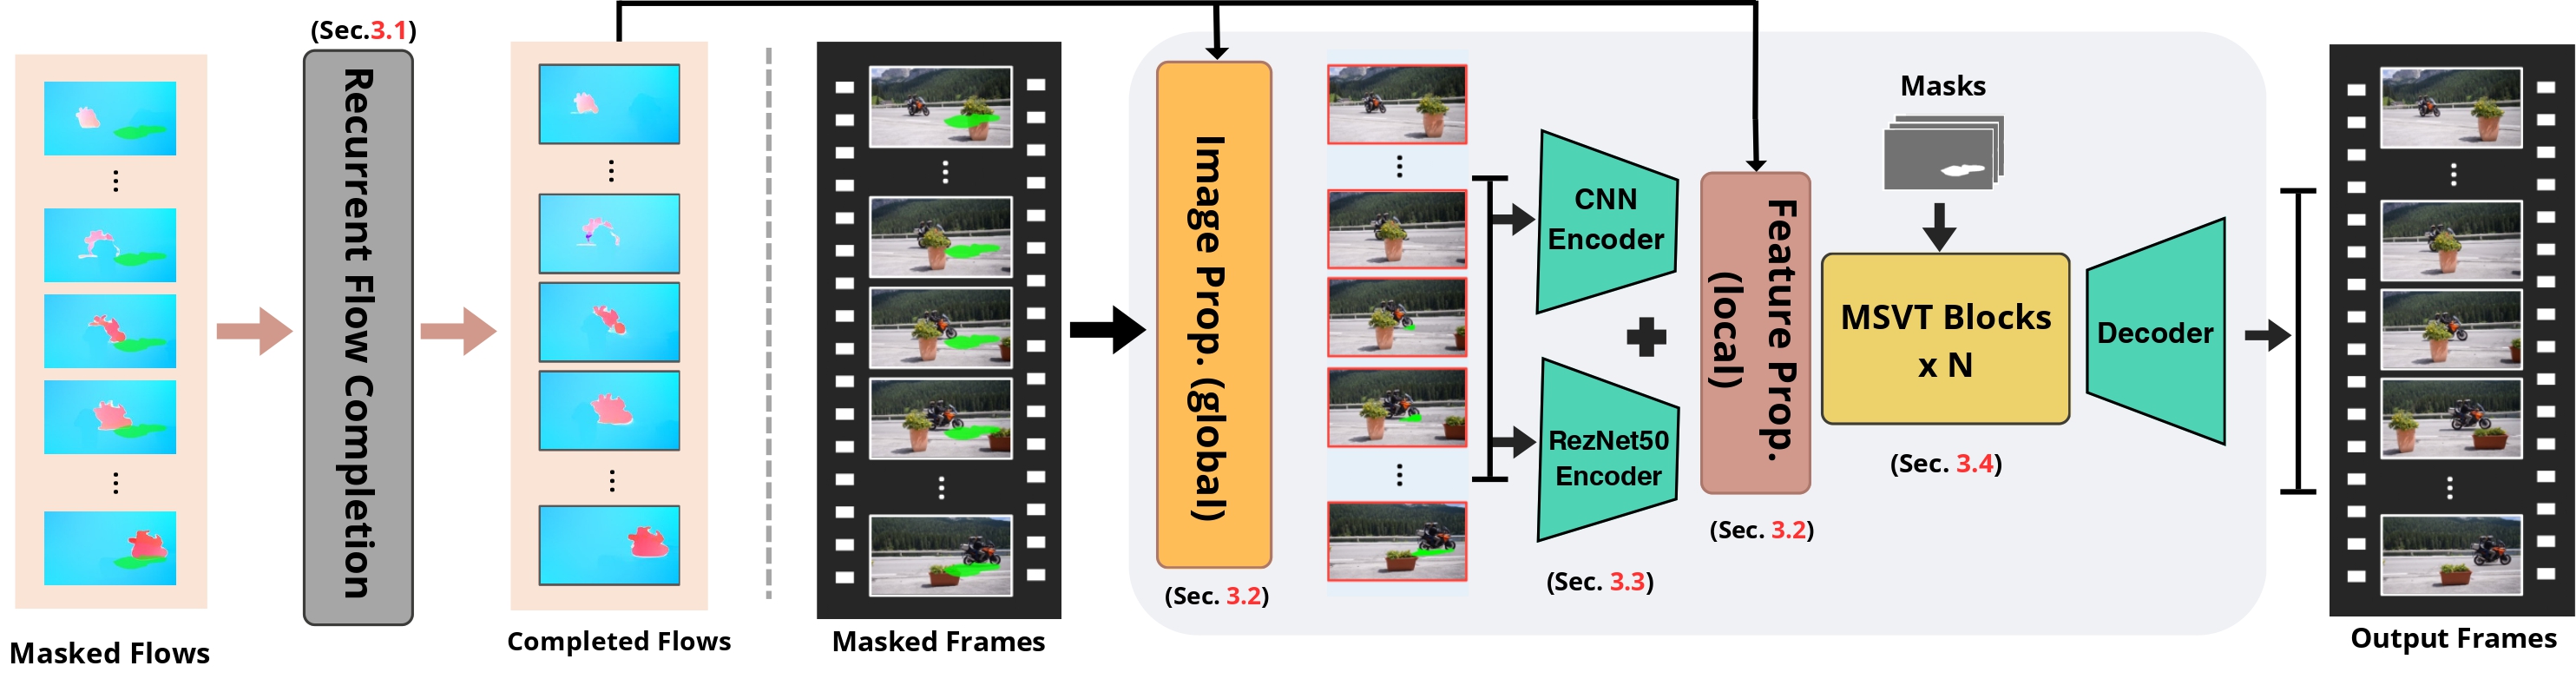 (Sec.3.1)
Recurrent Flow Completion
Masked Flows
Completed Flows
Masked Frames
Image Prop. (global)
(Sec. 3.2)
CNN
Encoder
RezNet50
Encoder
(Sec. 3.3)
Feature Prop.
(local)
(Sec. 3.2)
Masks
MSVT Blocks
x N
(Sec. 3.4)
Decoder
Output Frames